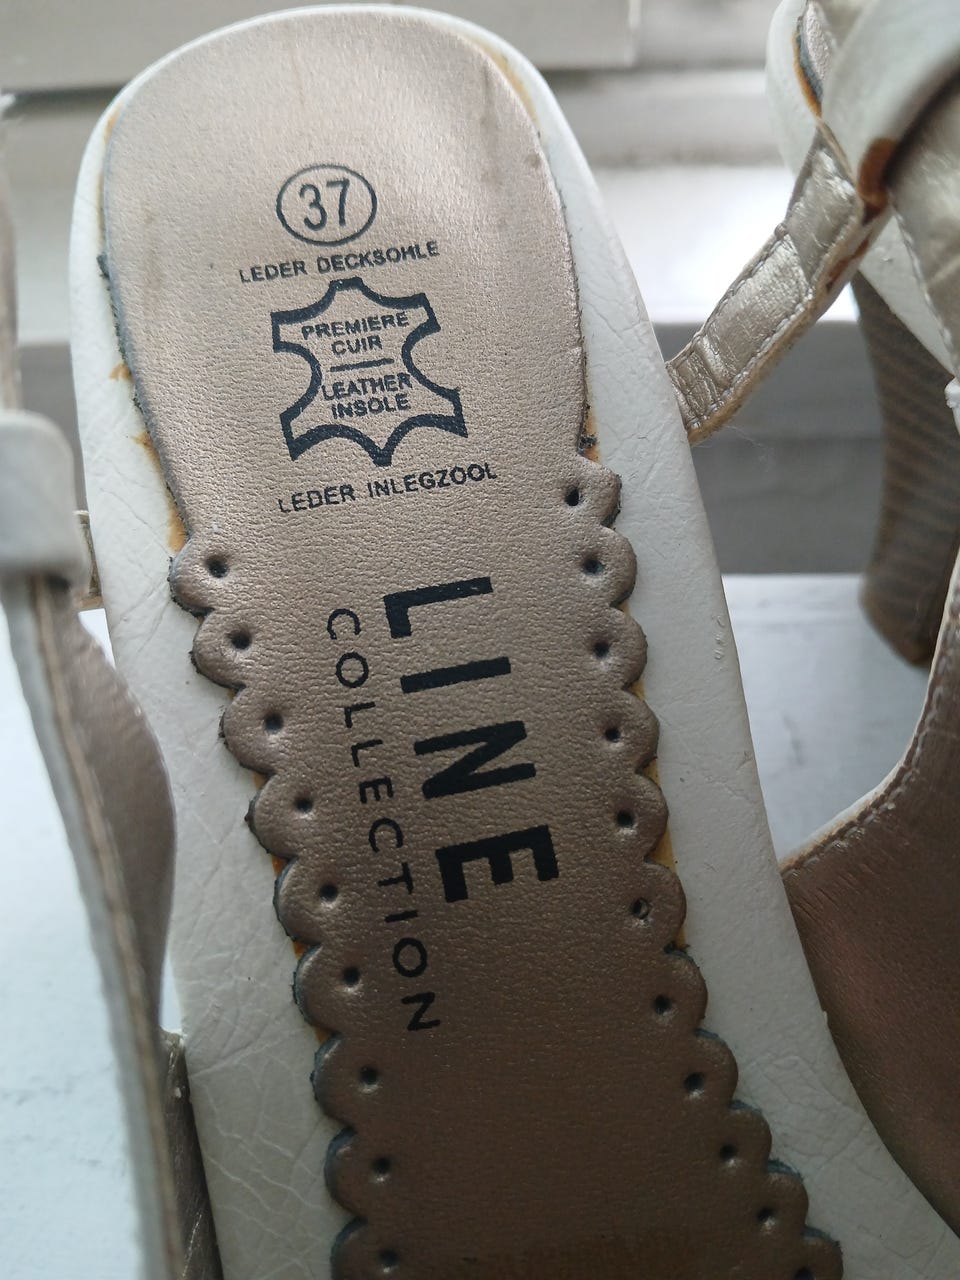 37
LEDER DECKSOHLE
PREMIERE
CUIR
LEATHER
INSOLE
LEDER INLEGZOOL
LINE
COLLECTION